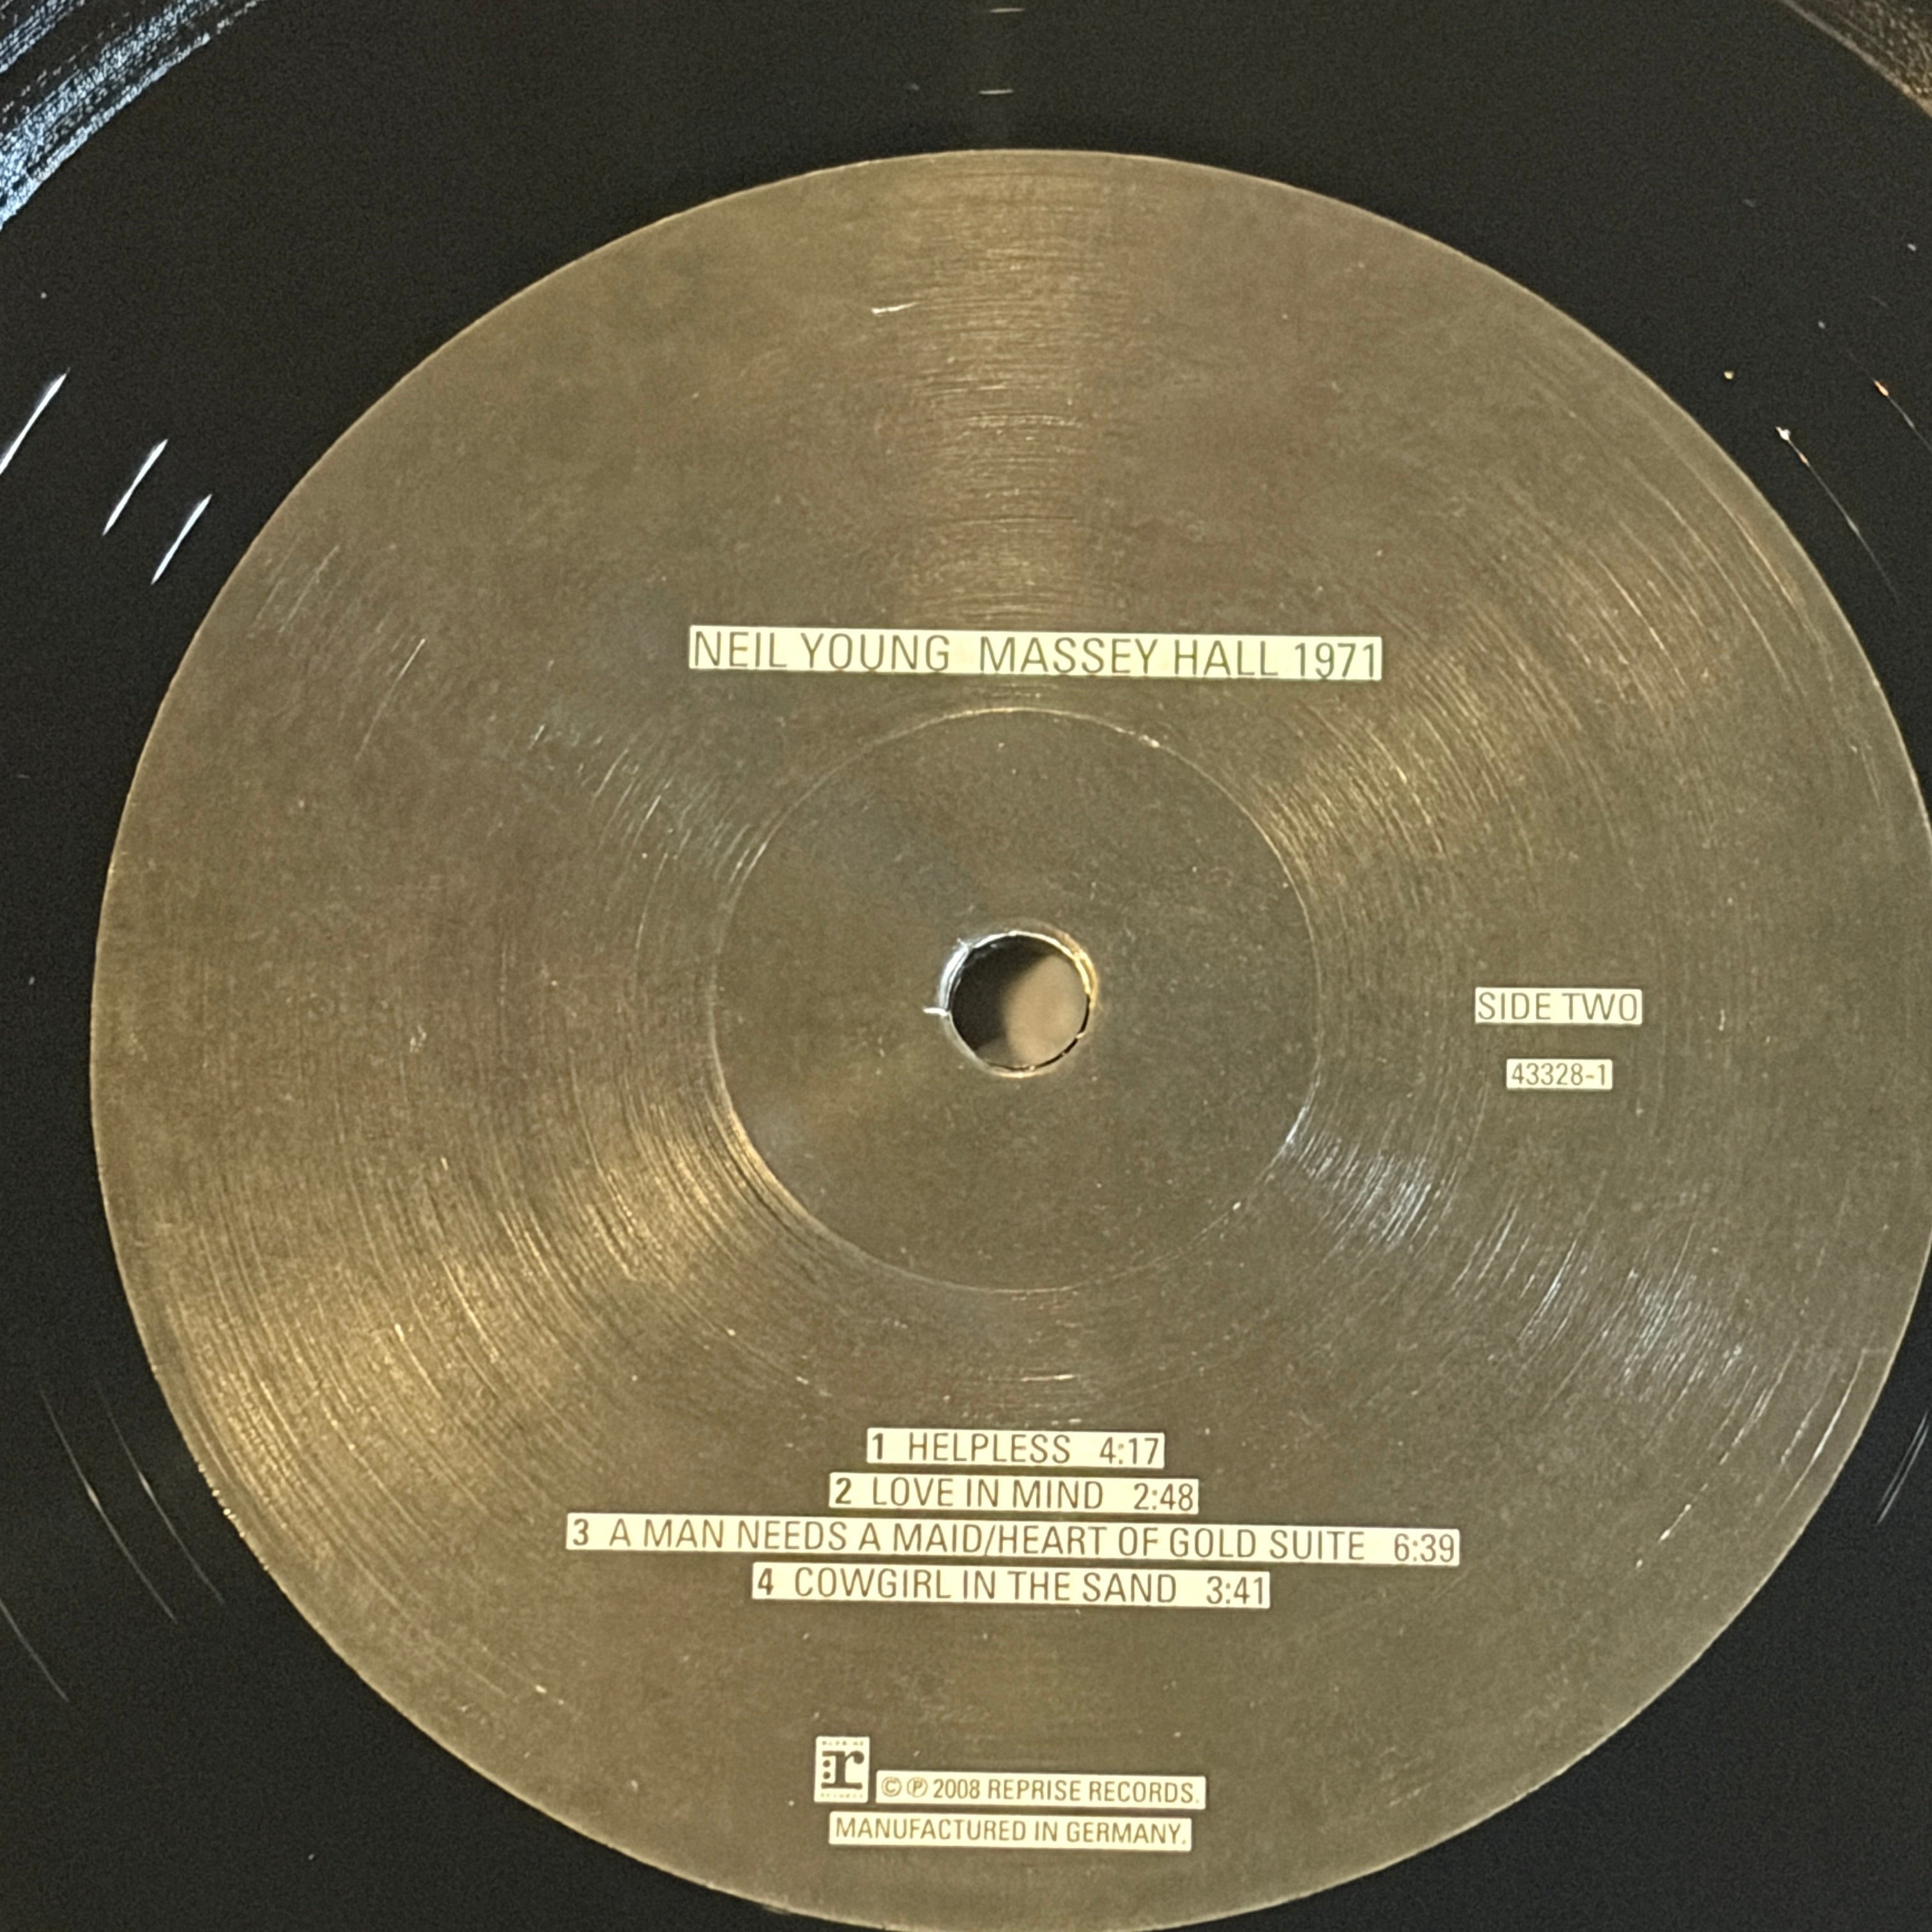 NEIL YOUNG MASSEY HALL 1971
SIDE TWO
43328-1
1 HELPLESS 4:17
2 LOVE IN MIND 2:48
3 A MAN NEEDS A MAID/HEART OF GOLD SUITE 6:39
4 COWGIRL IN THE SAND 3:41
r
© ℗ 2008 REPRISE RECORDS.
MANUFACTURED IN GERMANY.